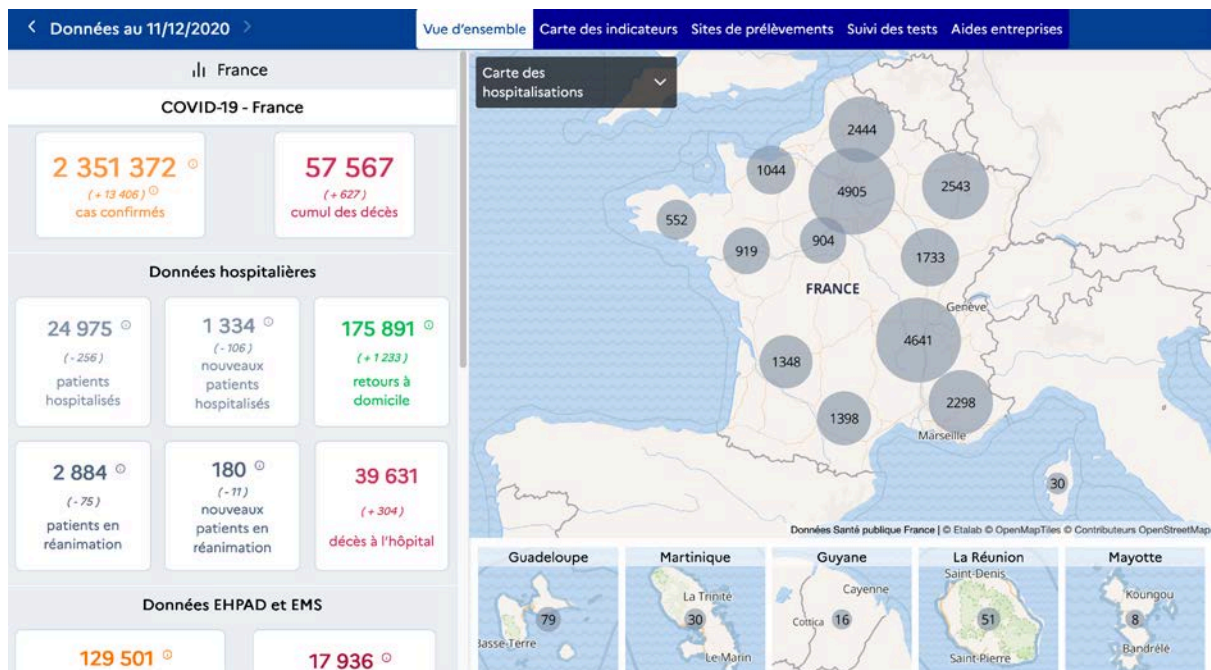 Données au 11/12/2020
Vue d'ensemble
Carte des indicateurs
Sites de prélèvements
Suivi des tests
Aides entreprises
France
COVID-19 - France
2 351 372
(+ 13 406)
cas confirmés
57 567
(+ 627)
cumul des décès
Données hospitalières
24 975
(- 256)
patients
hospitalisés
1 334
(- 106)
nouveaux
patients
hospitalisés
175 891
(+ 1 233)
retours à
domicile
2 884
(- 75)
patients en
réanimation
180
(- 11)
nouveaux
patients en
réanimation
39 631
(+ 304)
décès à l'hôpital
Données EHPAD et EMS
129 501
17 936
Carte des
hospitalisations
2444
1044
4905
2543
552
919
904
1733
FRANCE
Genève
4641
1348
2298
1398
Marseille
30
Données Santé publique France | © Etalab © OpenMapTiles © Contributeurs OpenStreetMap
Guadeloupe
79
Basse-Terre
Martinique
La Trinité
30
Le Marin
Guyane
Cayenne
Cottica
16
La Réunion
Saint-Denis
51
Saint-Pierre
Mayotte
Koungou
8
Bandrélé